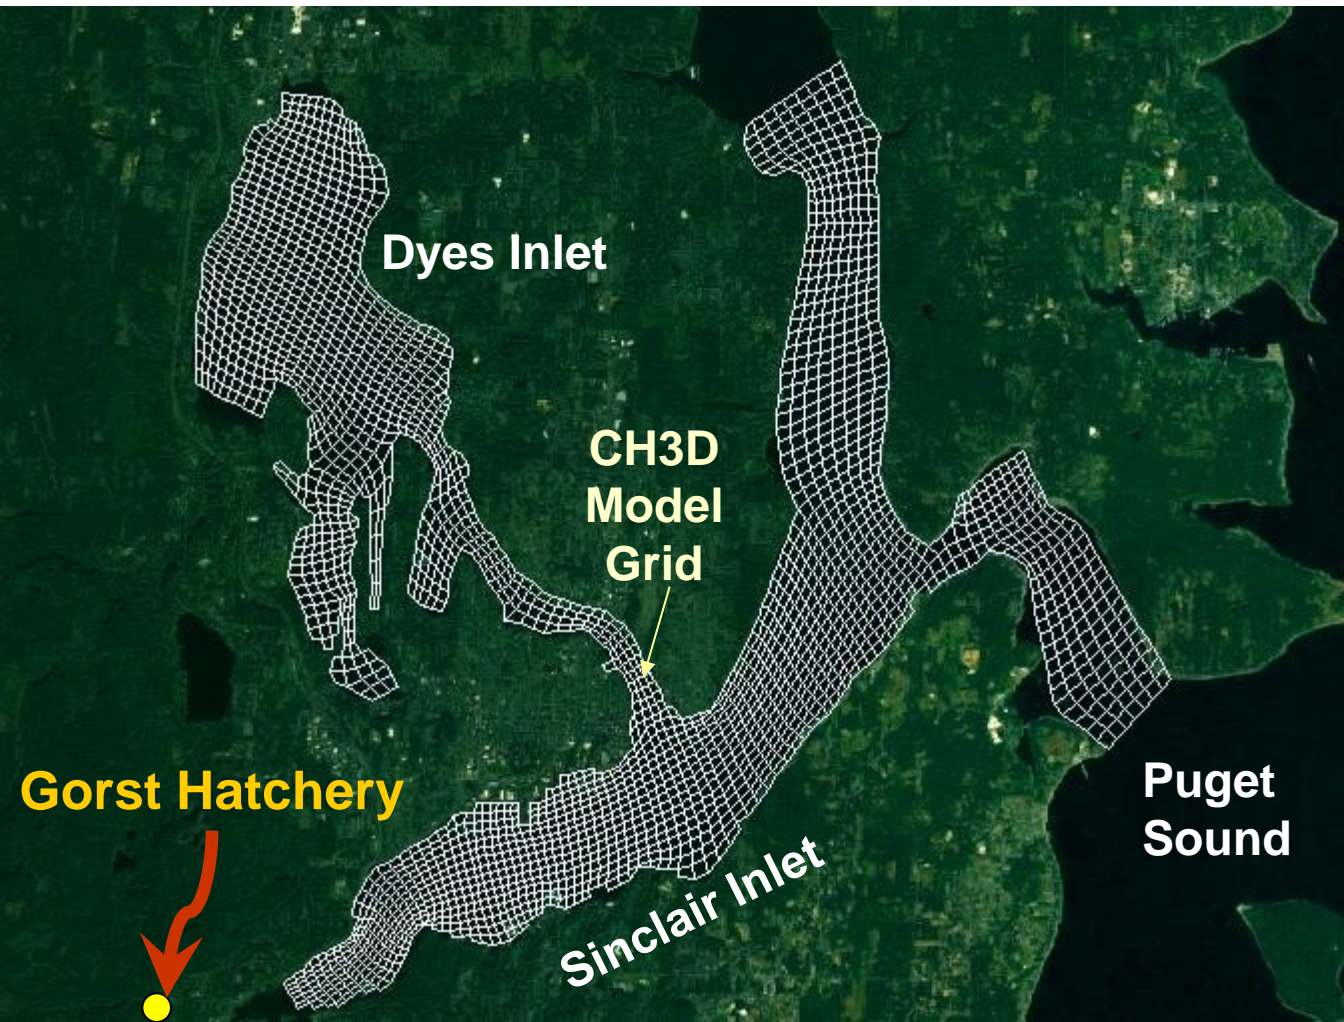 Dyes Inlet
CH3D
Model
Grid
Gorst Hatchery
Puget
Sound
Sinclair Inlet